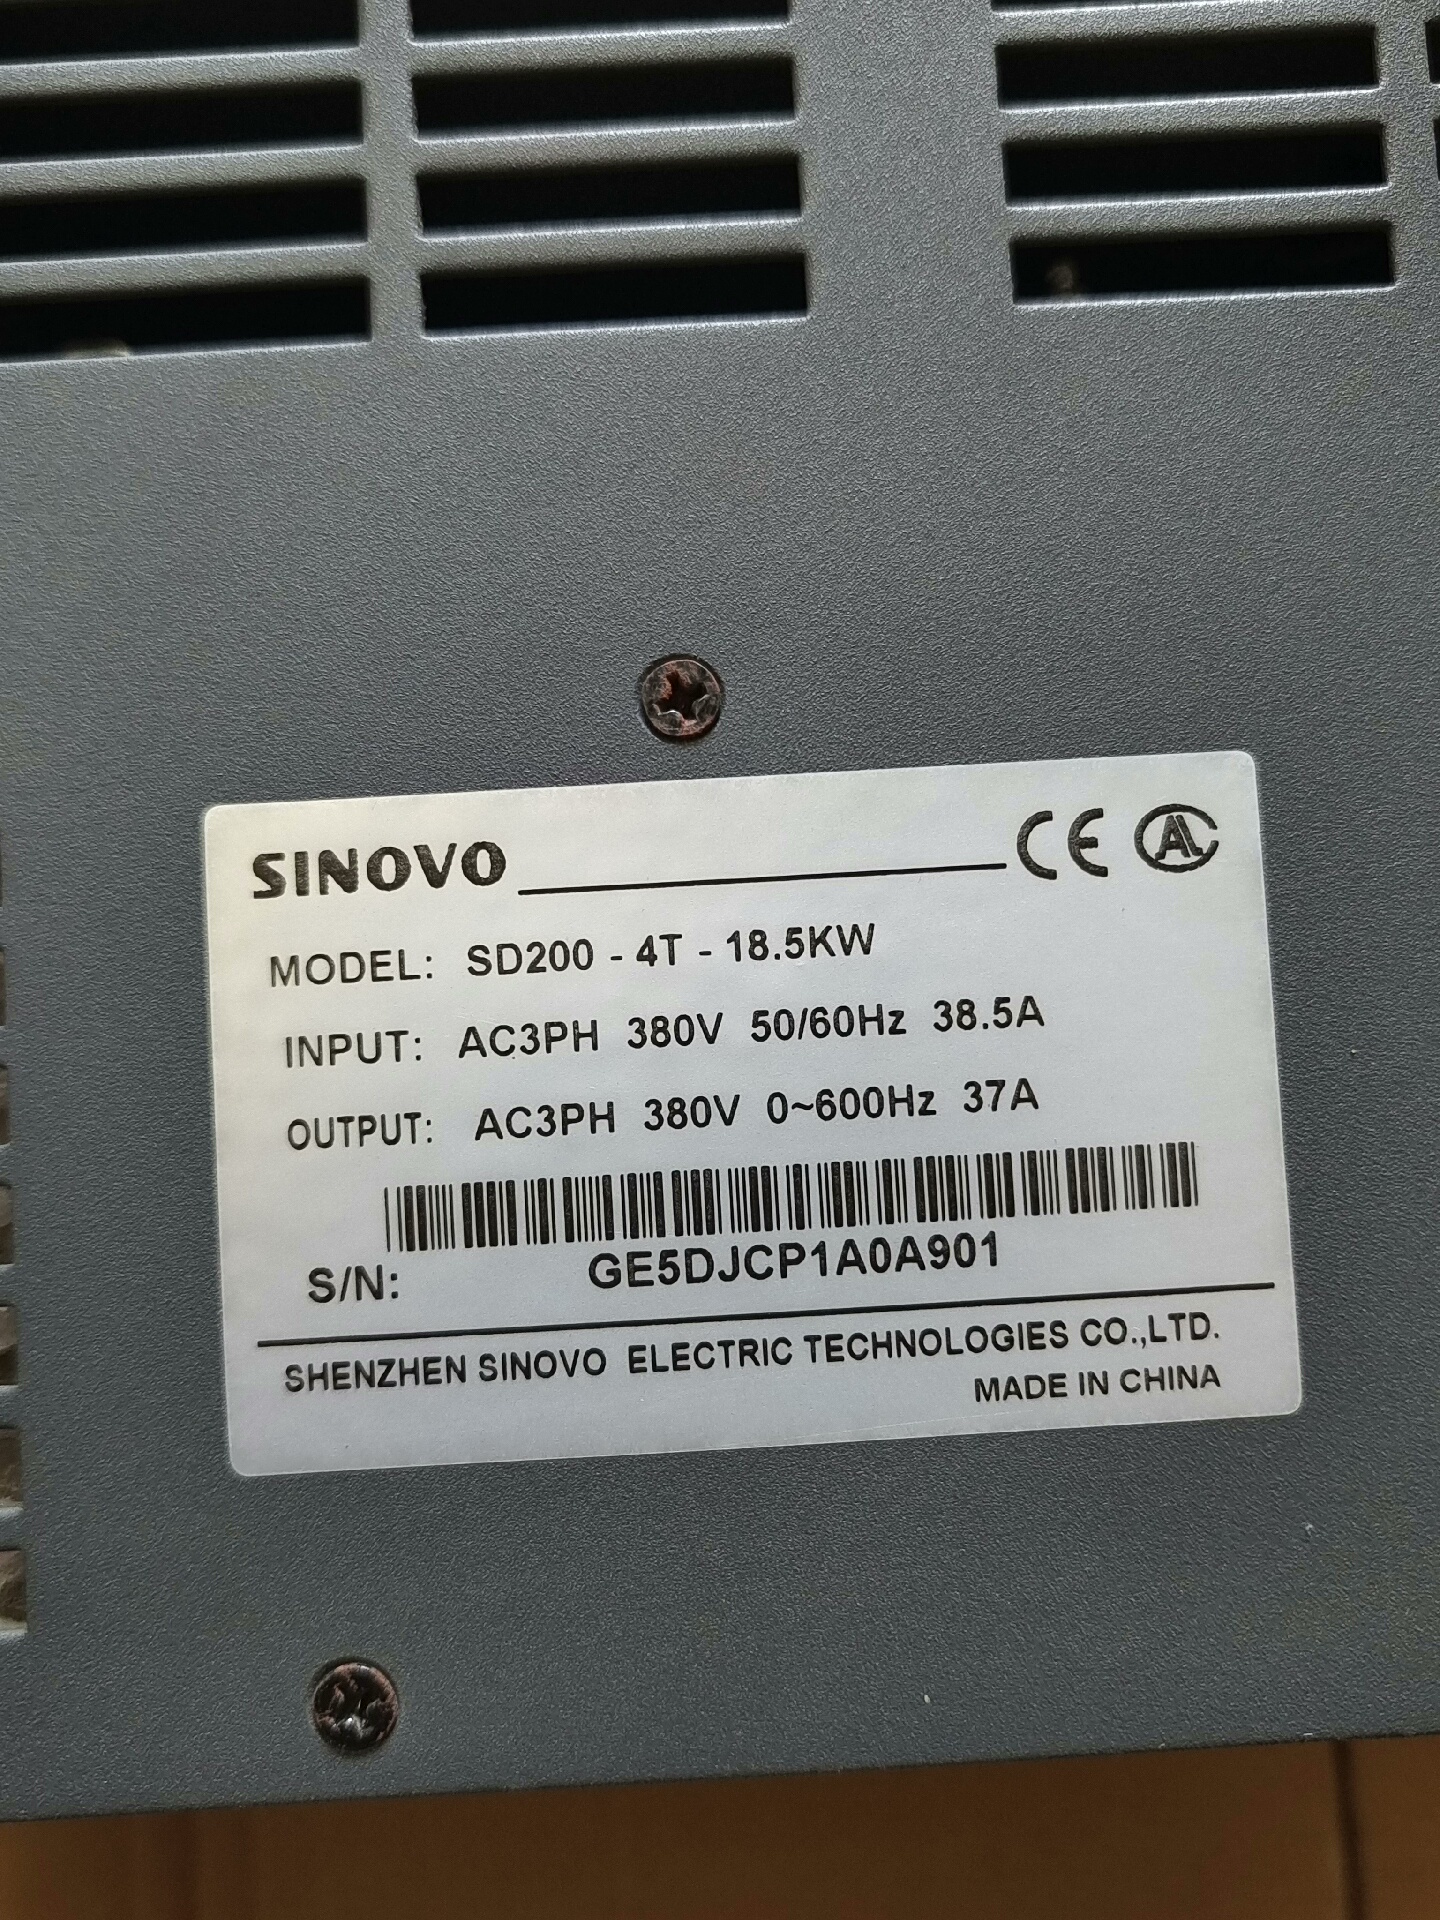 SINOVO CE
MODEL: SD200 - 4T - 18.5KW
INPUT: AC3PH 380V 50/60Hz 38.5A
OUTPUT: AC3PH 380V 0~600Hz 37A
S/N: GE5DJCP1A0A901
SHENZHEN SINOVO ELECTRIC TECHNOLOGIES CO.,LTD.
MADE IN CHINA